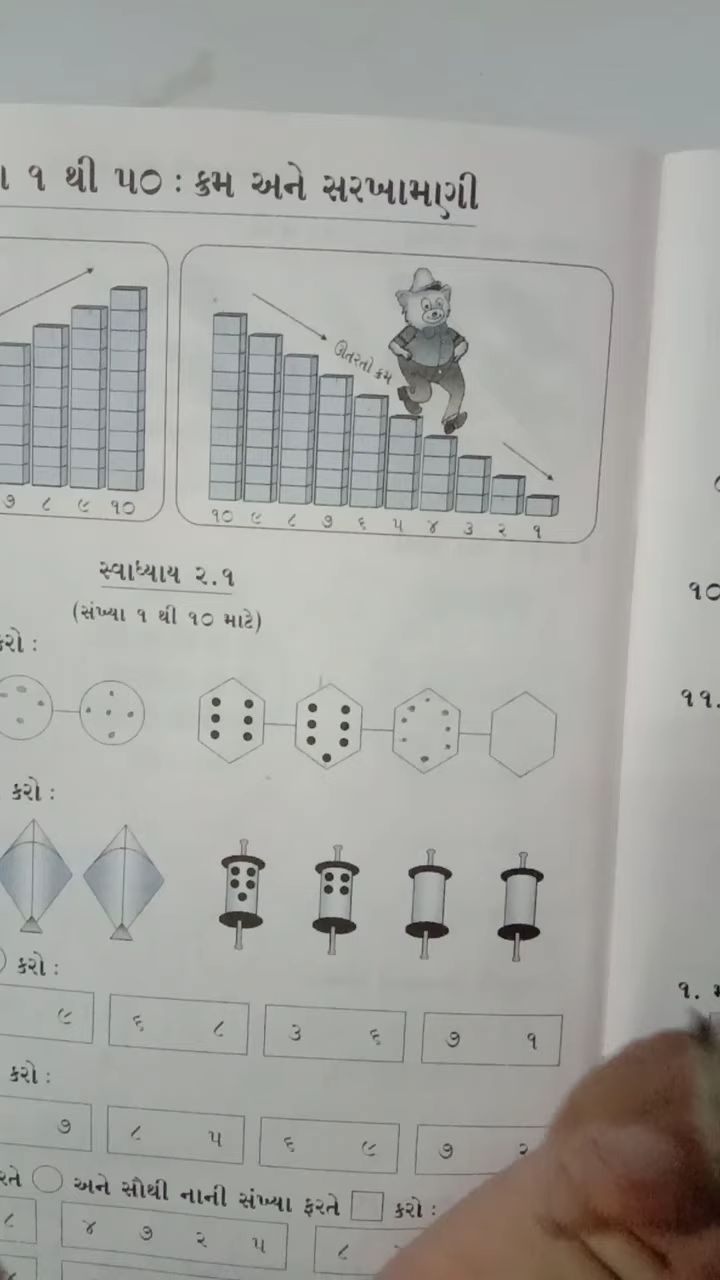 ૧ થી ૫૦ : ક્રમ અને સરખામણી
ઊતરતો ક્રમ
૭ ૮ ૯ ૧૦
૧૦ ૯ ૮ ૭ ૬ ૫ ૪ ૩ ૨ ૧
સ્વાધ્યાય ૨.૧
(સંખ્યા ૧ થી ૧૦ માટે)
કરો :
૧૦
૧૧.
કરો :
કરો :
૧.
૯ ૬ ૮ ૩ ૬ ૭ ૧
કરો :
૭ ૮ ૫ ૬ ૯ ૭ ૨
ફરતે ○ અને સૌથી નાની સંખ્યા ફરતે □ કરો :
૮ ૪ ૭ ૨ ૫ ૮